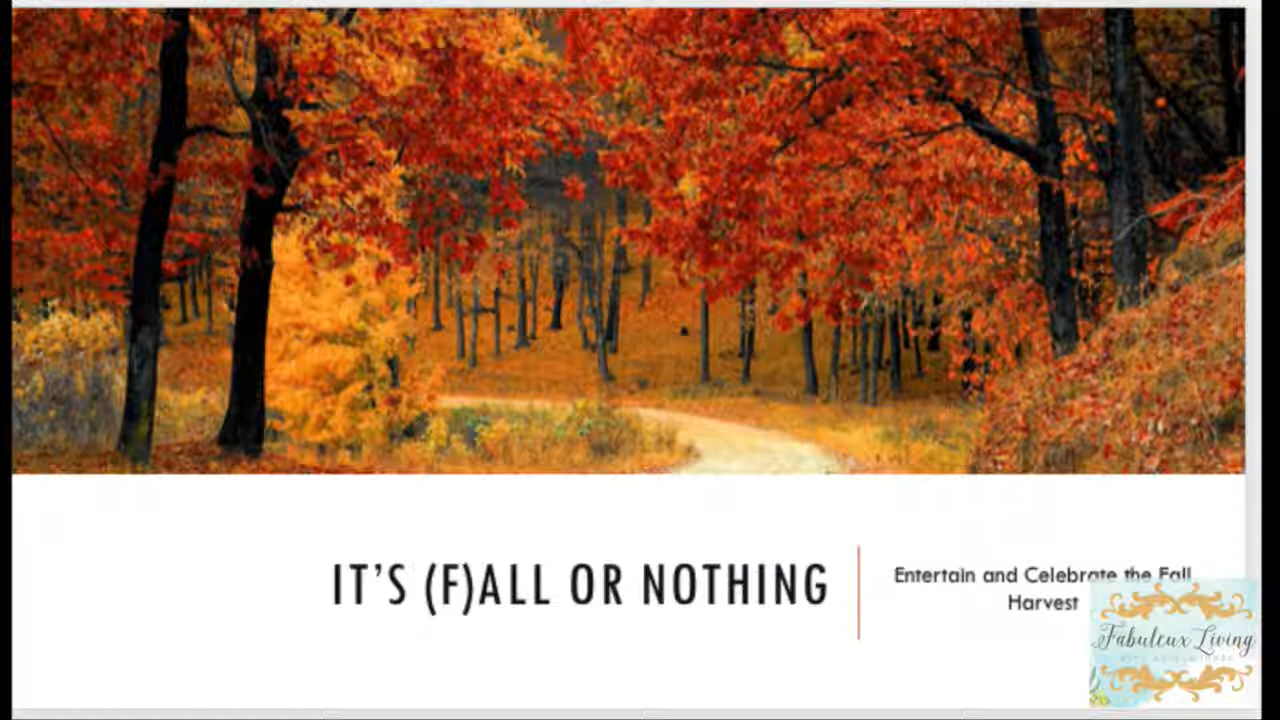 IT'S (F)ALL OR NOTHING
Entertain and Celebrate the Fall
Harvest
Fabuleux Living